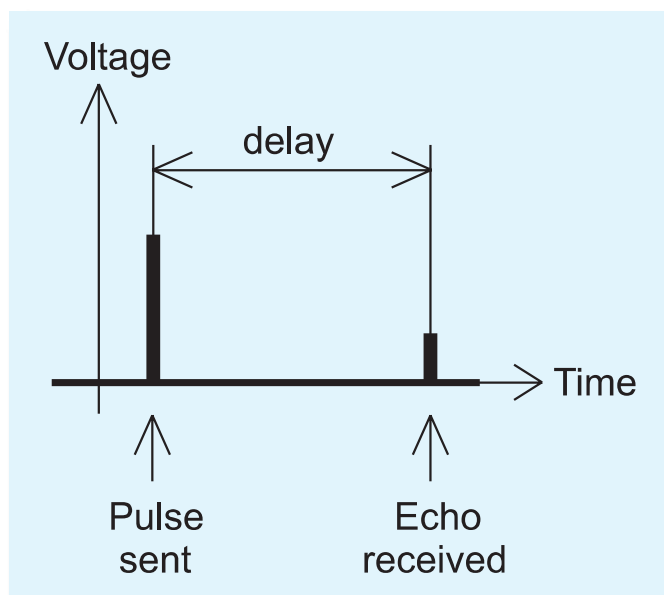 Voltage
delay
Time
Pulse
sent
Echo
received